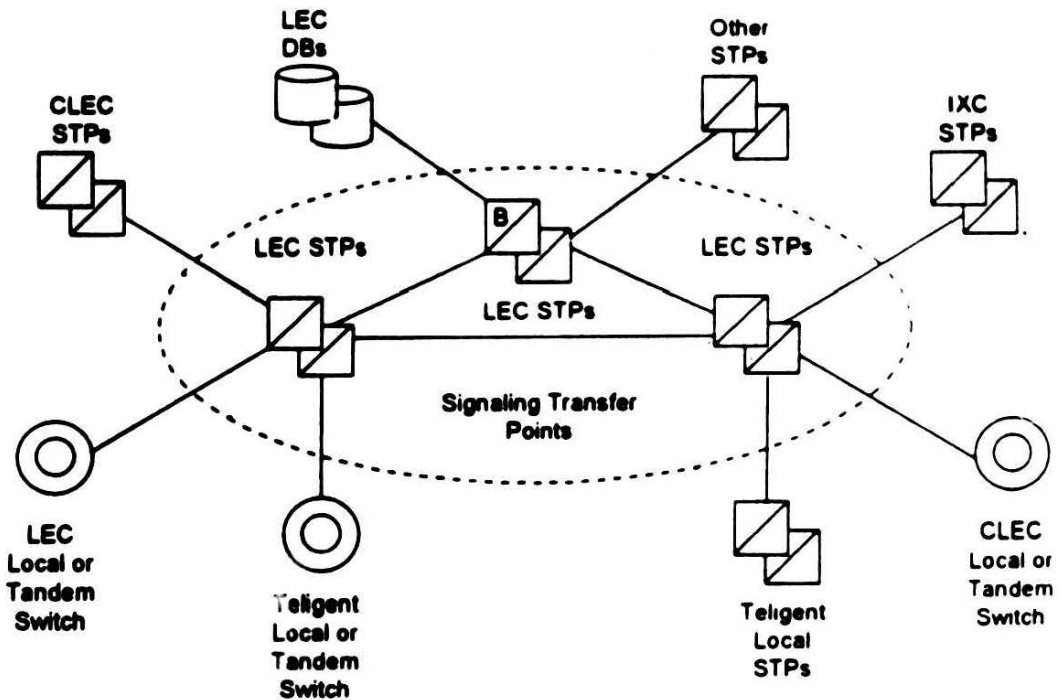 LEC
DBs
Other
STPs
CLEC
STPs
IXC
STPs
B
LEC STPs
LEC STPs
LEC STPs
Signaling Transfer
Points
LEC
Local or
Tandem
Switch
Teligent
Local or
Tandem
Switch
Teligent
Local
STPs
CLEC
Local or
Tandem
Switch